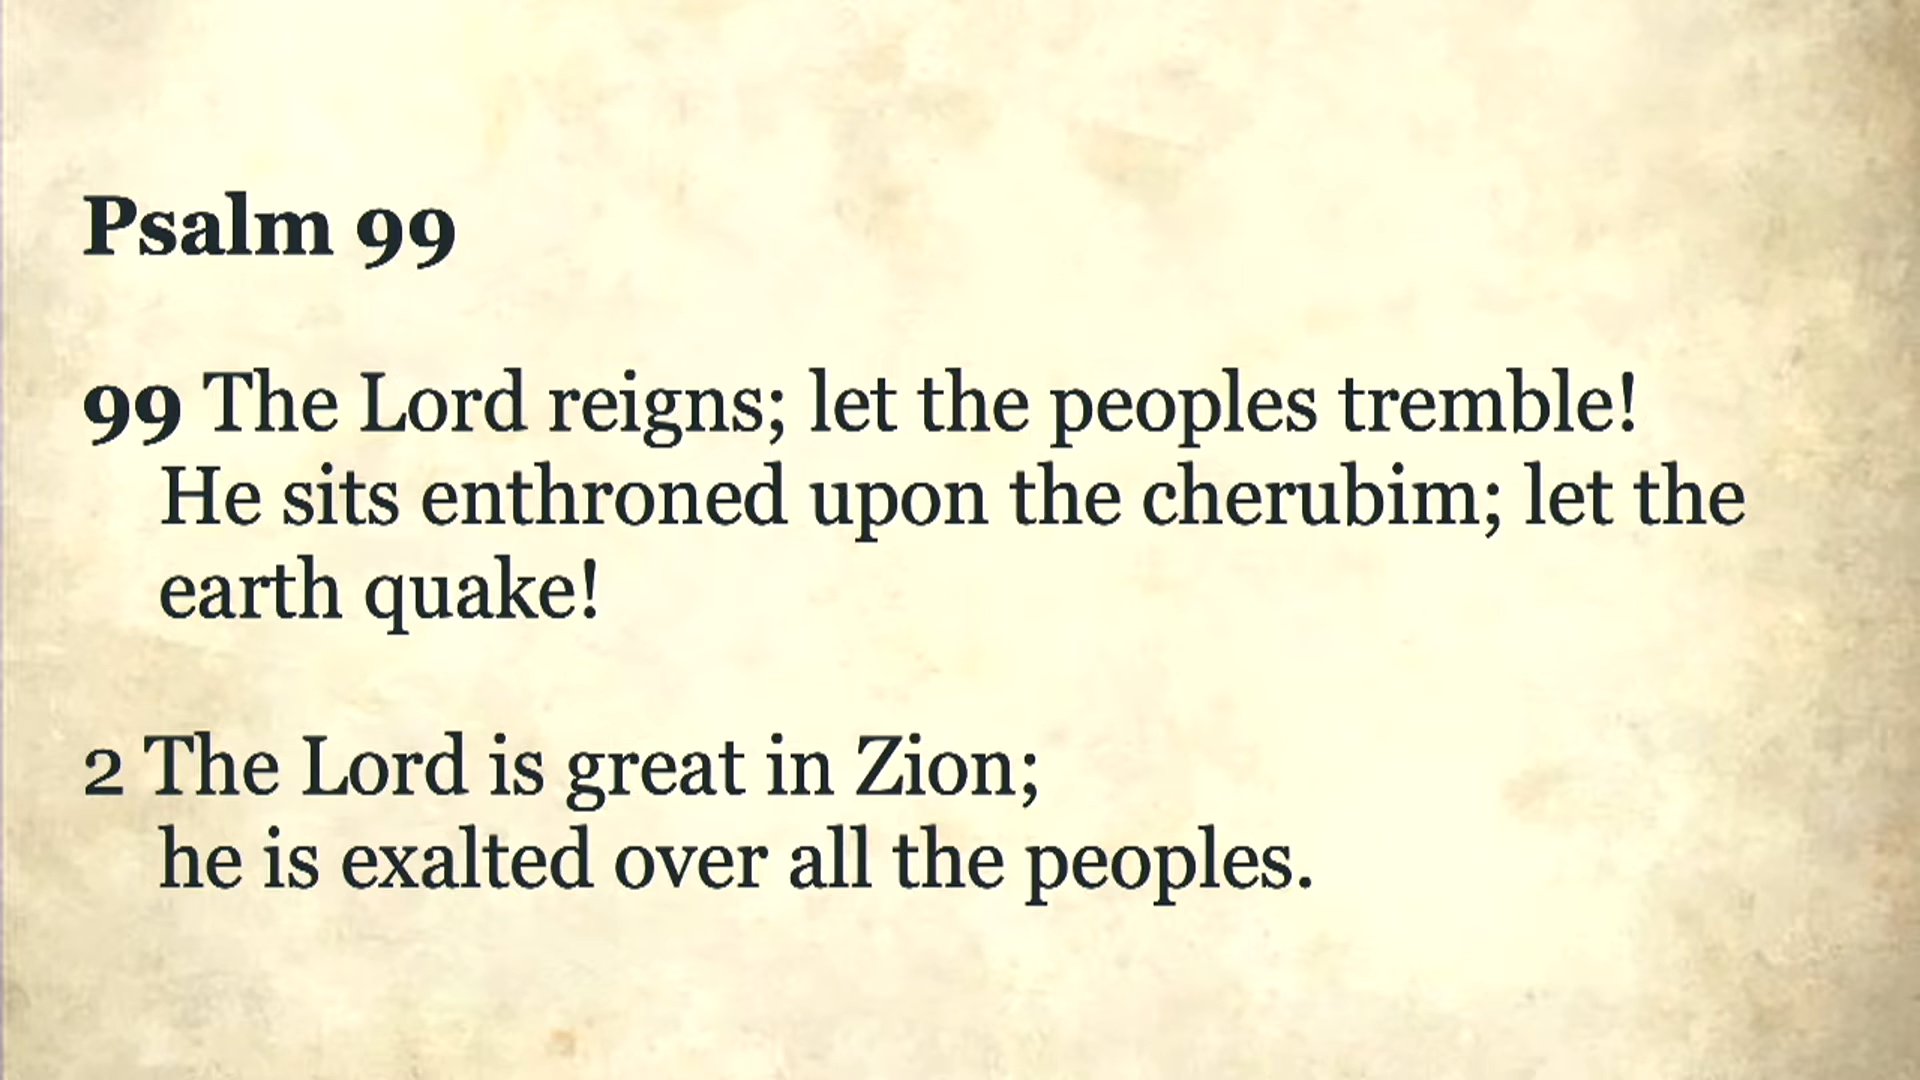 Psalm 99
99 The Lord reigns; let the peoples tremble!
He sits enthroned upon the cherubim; let the
earth quake!
2 The Lord is great in Zion;
he is exalted over all the peoples.